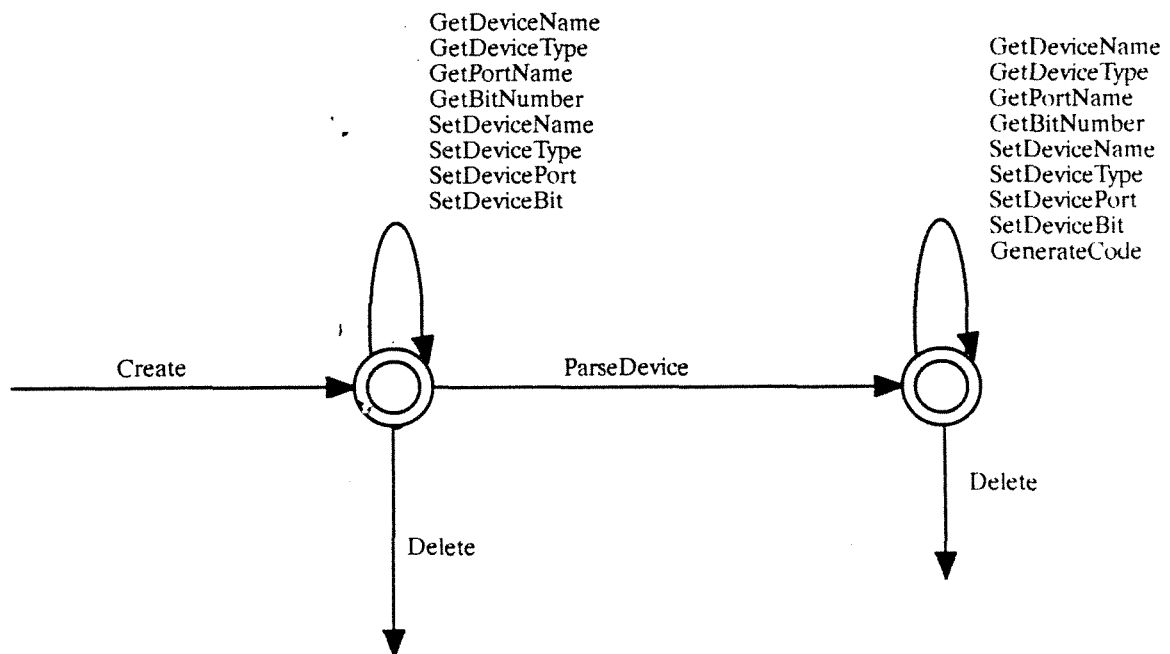 GetDeviceName
GetDeviceType
GetPortName
GetBitNumber
SetDeviceName
SetDeviceType
SetDevicePort
SetDeviceBit
GetDeviceName
GetDeviceType
GetPortName
GetBitNumber
SetDeviceName
SetDeviceType
SetDevicePort
SetDeviceBit
GenerateCode
Create
ParseDevice
Delete
Delete